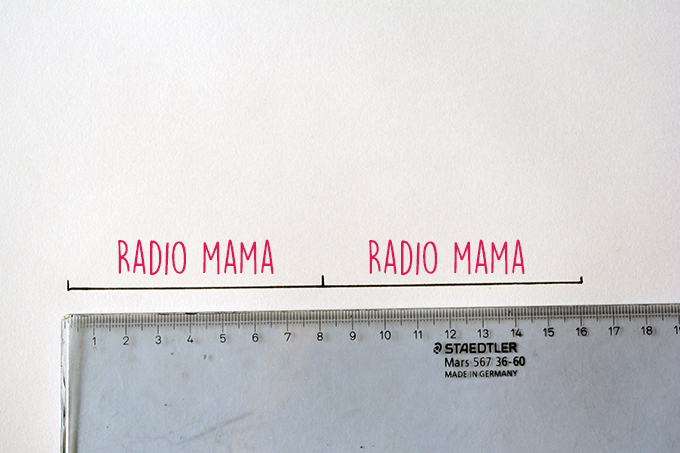 RADIO MAMA RADIO MAMA
1 2 3 4 5 6 7 8 9 10 11 12 13 14 15 16 17 18 19
STAEDTLER
Mars 567 36-60
MADE IN GERMANY